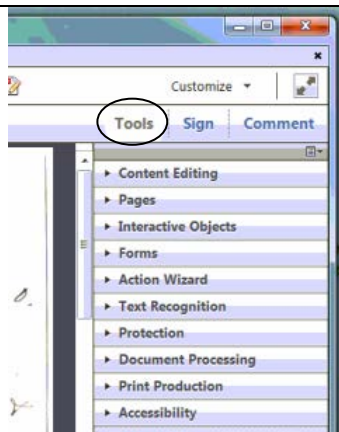 Customize
Tools Sign Comment
Content Editing
Pages
Interactive Objects
Forms
Action Wizard
Text Recognition
Protection
Document Processing
Print Production
Accessibility